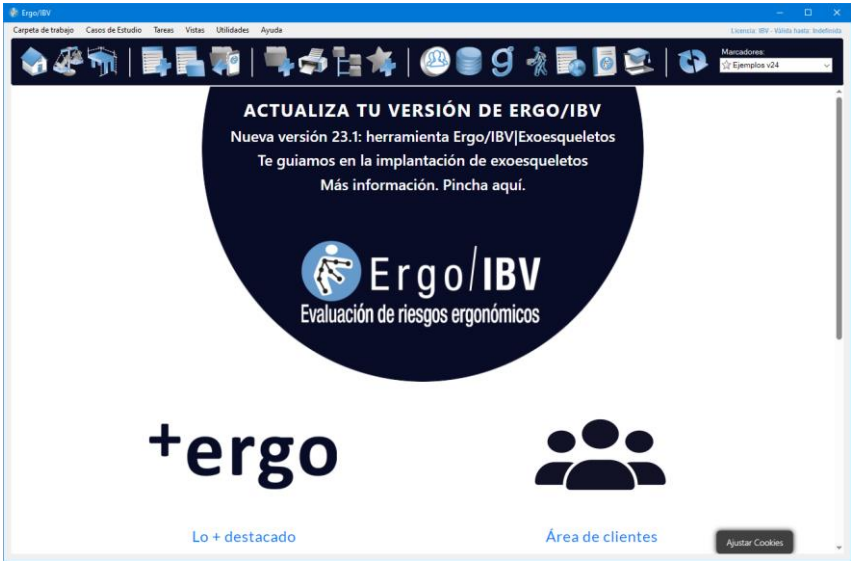 Ergo/IBV
Carpeta de trabajo Casos de Estudio Tareas Vistas Utilidades Ayuda
Licencia: IBV - Válida hasta: Indefinida
Marcadores:
Ejemplos v24
ACTUALIZA TU VERSIÓN DE ERGO/IBV
Nueva versión 23.1: herramienta Ergo/IBV|Exoesqueletos
Te guiamos en la implantación de exoesqueletos
Más información. Pincha aquí.
Ergo/IBV
Evaluación de riesgos ergonómicos
+ergo
Lo + destacado
Área de clientes
Ajustar Cookies